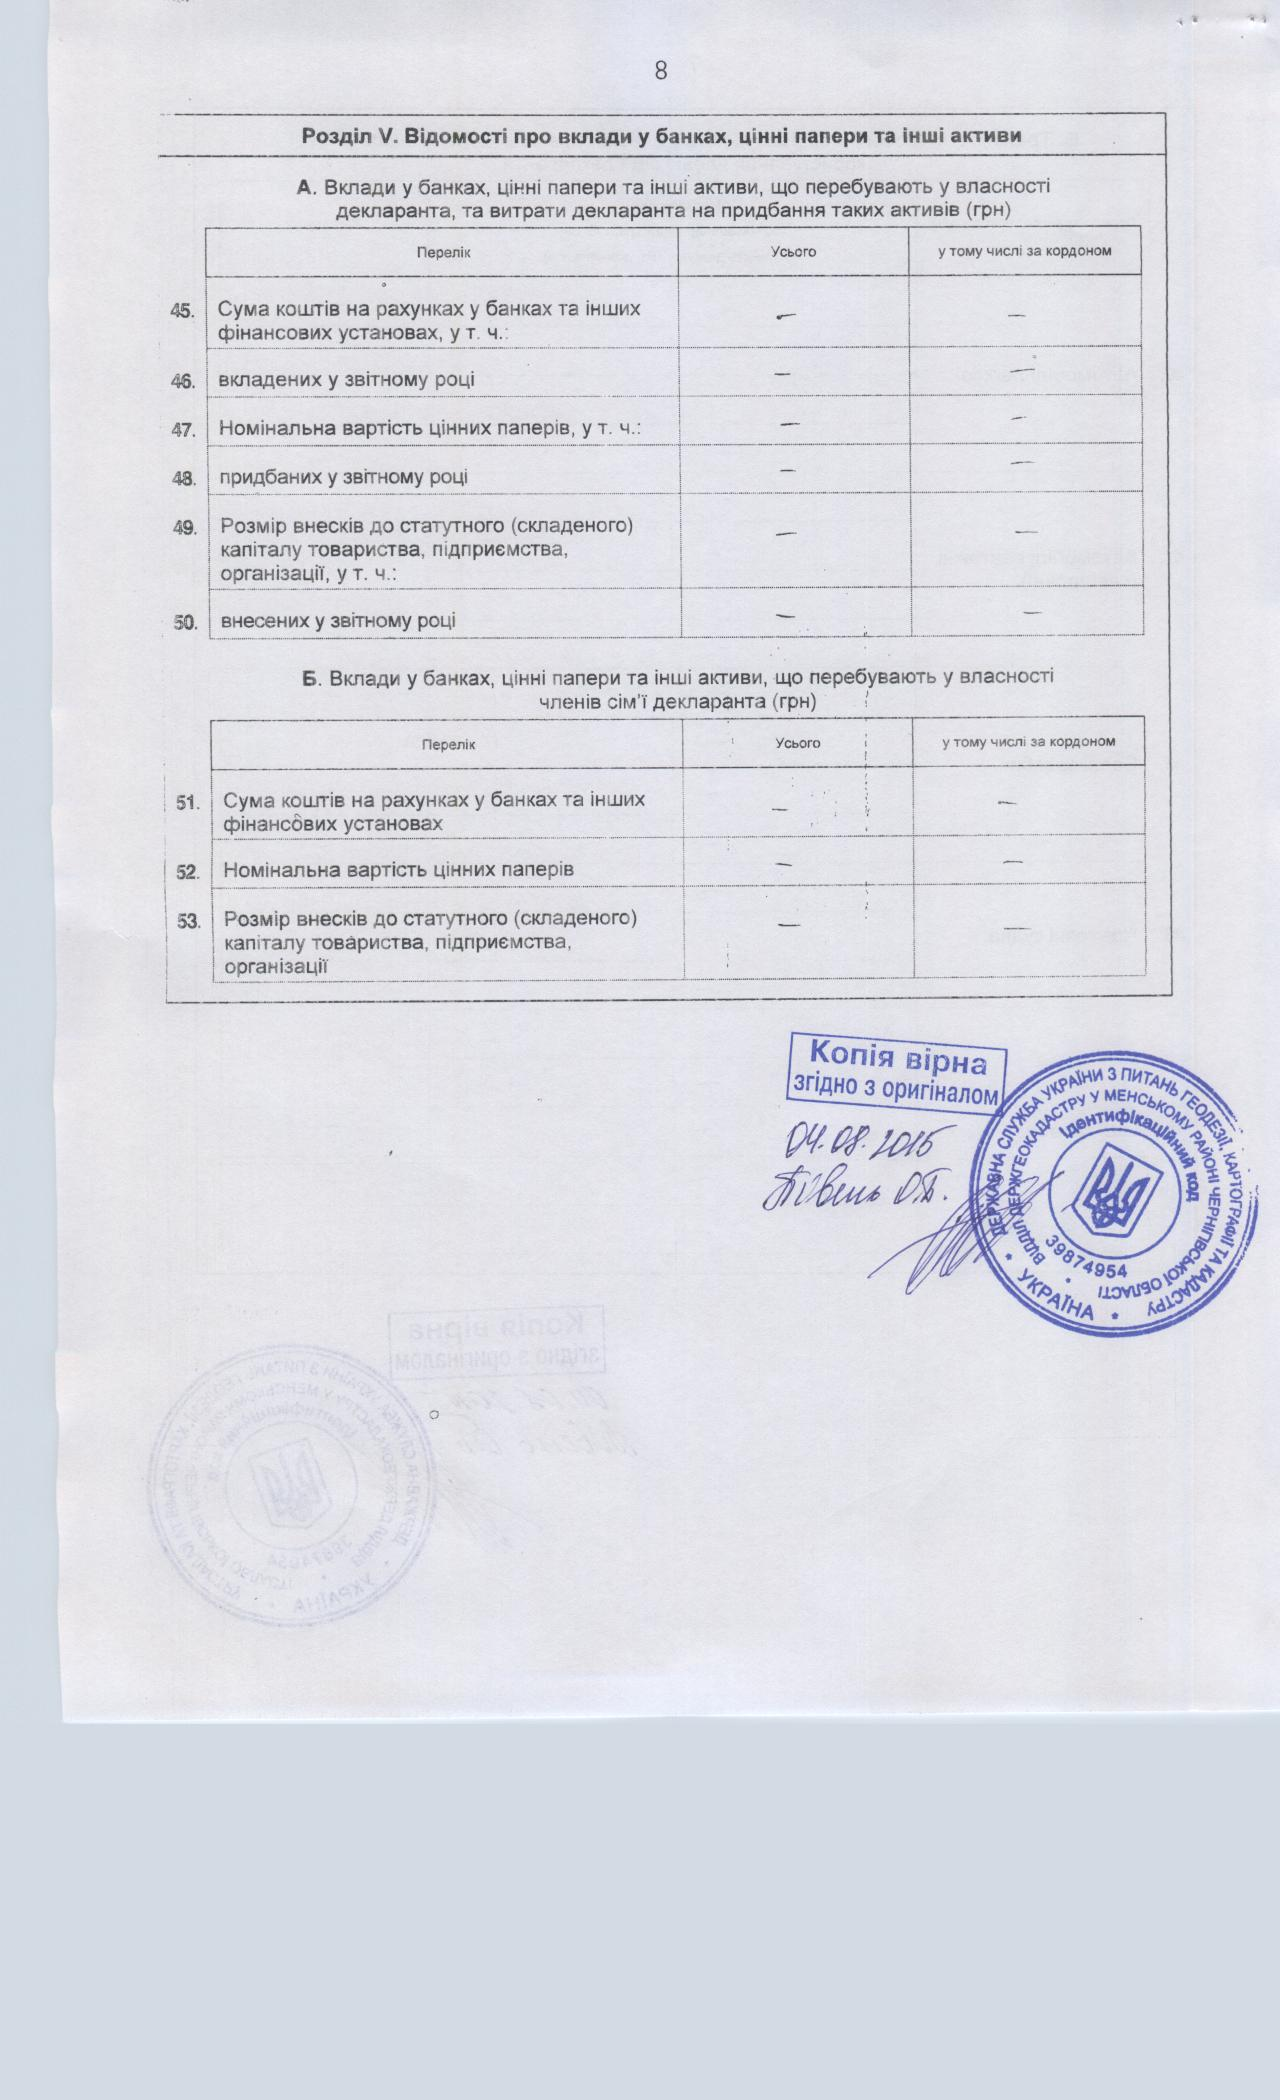 8
Розділ V. Відомості про вклади у банках, цінні папери та інші активи
А. Вклади у банках, цінні папери та інші активи, що перебувають у власності
декларанта, та витрати декларанта на придбання таких активів (грн)
Перелік Усього у тому числі за кордоном
45. Сума коштів на рахунках у банках та інших — —
фінансових установах, у т. ч.:
46. вкладених у звітному році — —
47. Номінальна вартість цінних паперів, у т. ч.: — —
48. придбаних у звітному році — —
49. Розмір внесків до статутного (складеного) — —
капіталу товариства, підприємства,
організації, у т. ч.:
50. внесених у звітному році — —
Б. Вклади у банках, цінні папери та інші активи, що перебувають у власності
членів сім'ї декларанта (грн)
Перелік Усього у тому числі за кордоном
51. Сума коштів на рахунках у банках та інших — —
фінансових установах
52. Номінальна вартість цінних паперів — —
53. Розмір внесків до статутного (складеного) — —
капіталу товариства, підприємства,
організації
Копія вірна
згідно з оригіналом
04.08.2015
Півень О.В.
ДЕРЖАВНА СЛУЖБА УКРАЇНИ З ПИТАНЬ ГЕОДЕЗІЇ, КАРТОГРАФІЇ ТА КАДАСТРУ
* УКРАЇНА *
ВІДДІЛ ДЕРЖГЕОКАДАСТРУ У МЕНСЬКОМУ РАЙОНІ ЧЕРНІГІВСЬКОЇ ОБЛАСТІ
Ідентифікаційний код
39874954